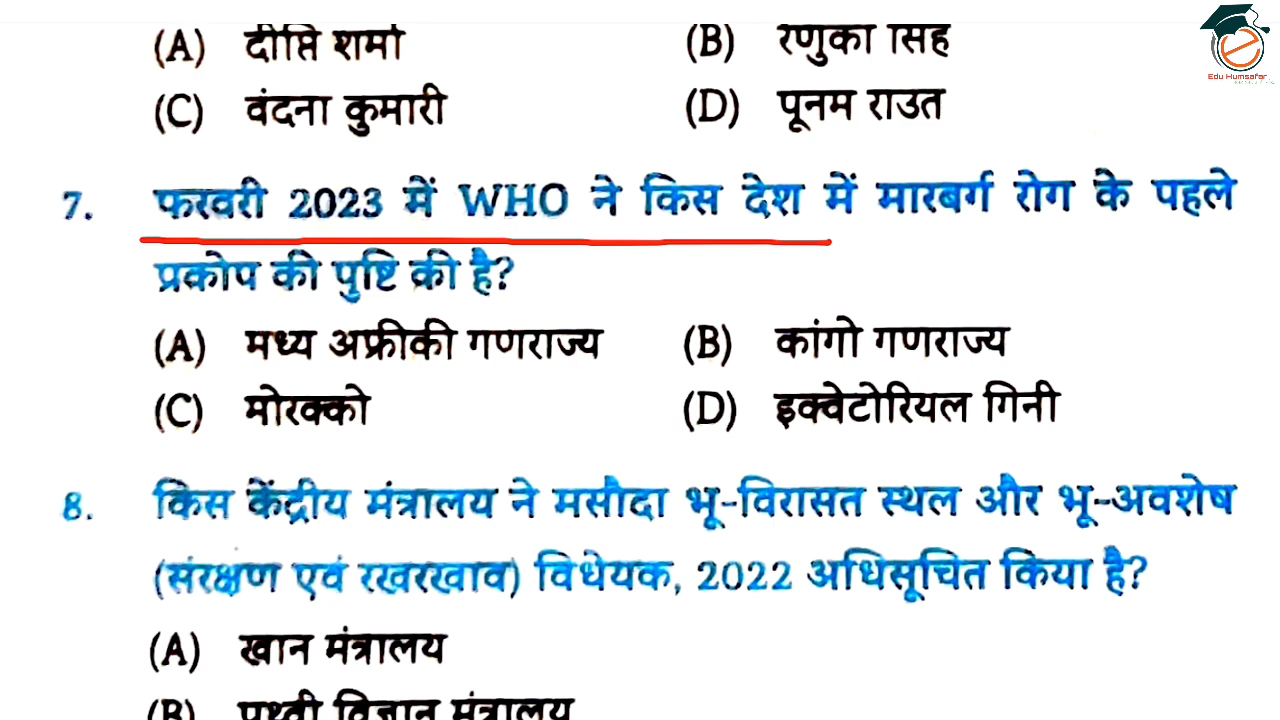 (A) दीप्ति शर्मा (B) रेणुका सिंह
(C) वंदना कुमारी (D) पूनम राउत
7. फरवरी 2023 में WHO ने किस देश में मारबर्ग रोग के पहले
प्रकोप की पुष्टि की है?
(A) मध्य अफ्रीकी गणराज्य (B) कांगो गणराज्य
(C) मोरक्को (D) इक्वेटोरियल गिनी
8. किस केंद्रीय मंत्रालय ने मसौदा भू-विरासत स्थल और भू-अवशेष
(संरक्षण एवं रखरखाव) विधेयक, 2022 अधिसूचित किया है?
(A) खान मंत्रालय
(B) पृथ्वी विज्ञान मंत्रालय
Edu Humsafar